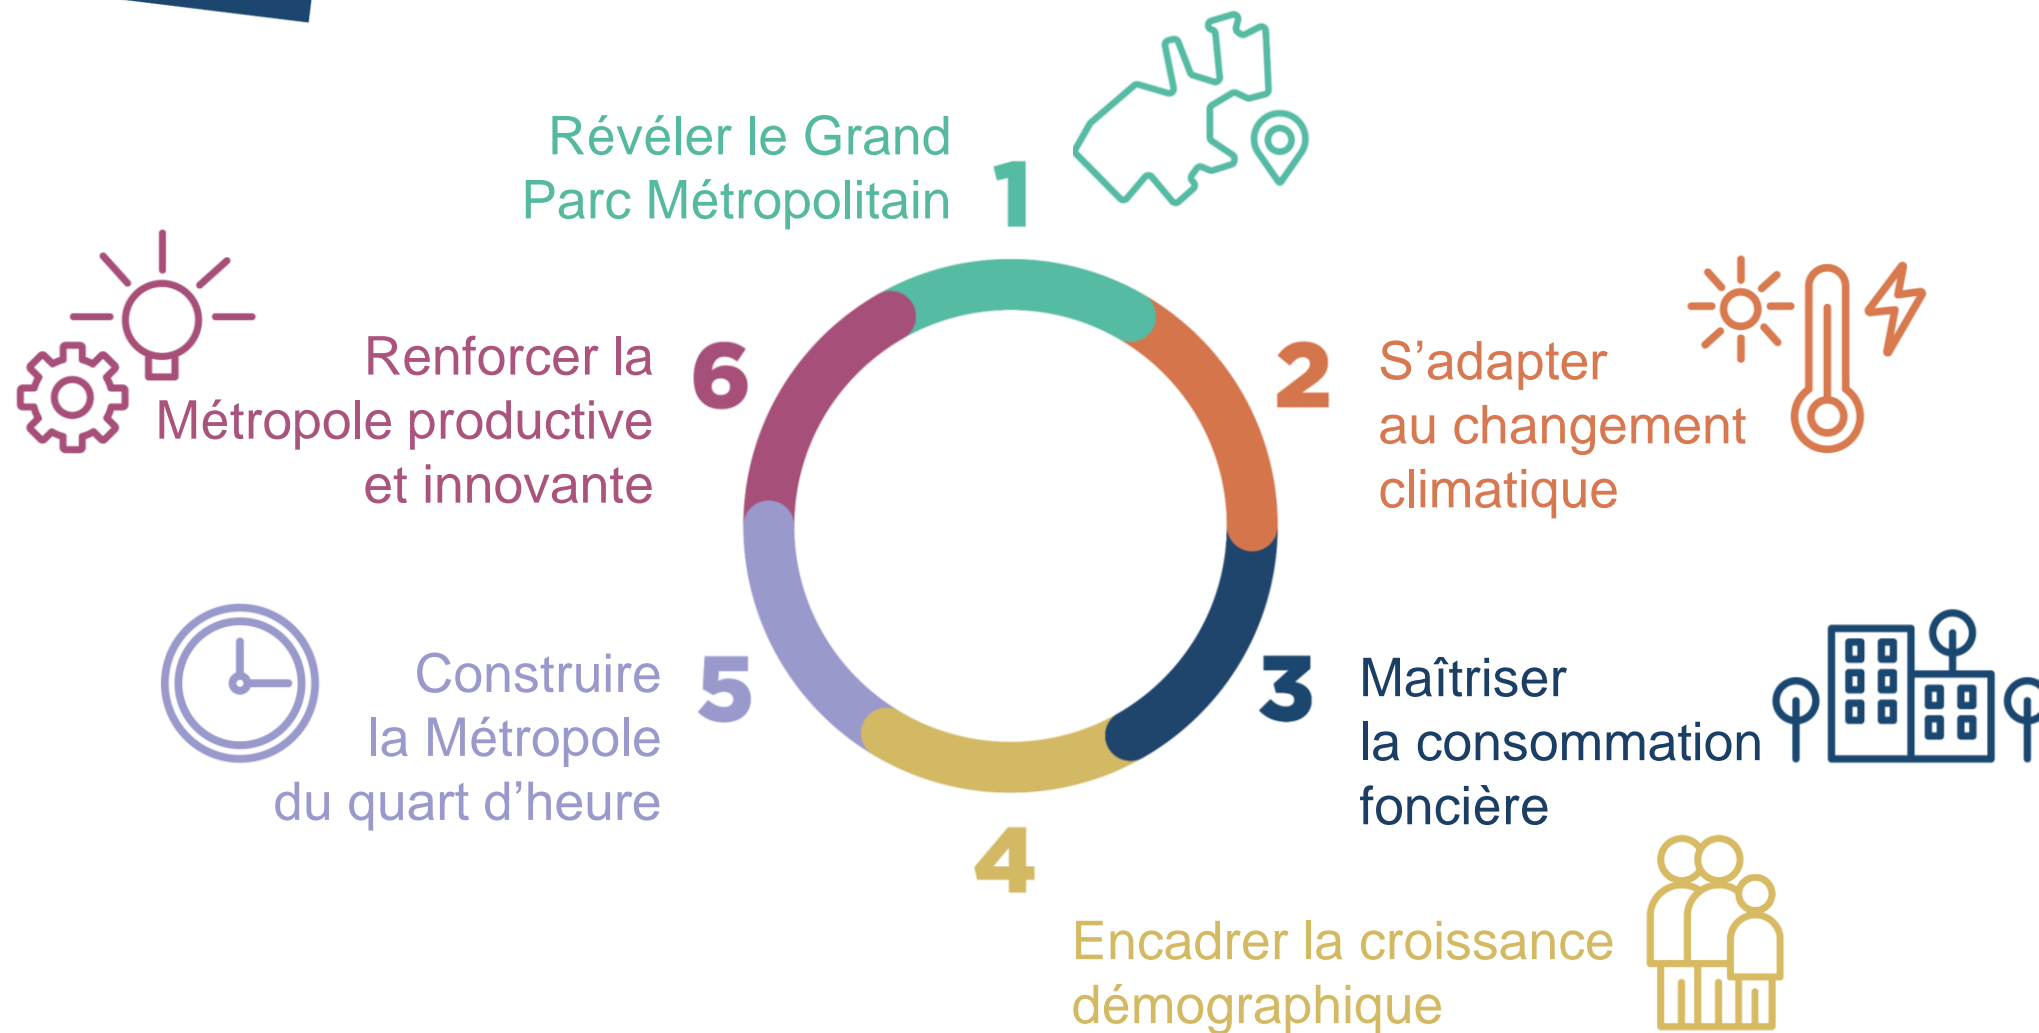 Révéler le Grand
Parc Métropolitain
1
2
S’adapter
au changement
climatique
3
Maîtriser
la consommation
foncière
4
Encadrer la croissance
démographique
5
Construire
la Métropole
du quart d’heure
6
Renforcer la
Métropole productive
et innovante